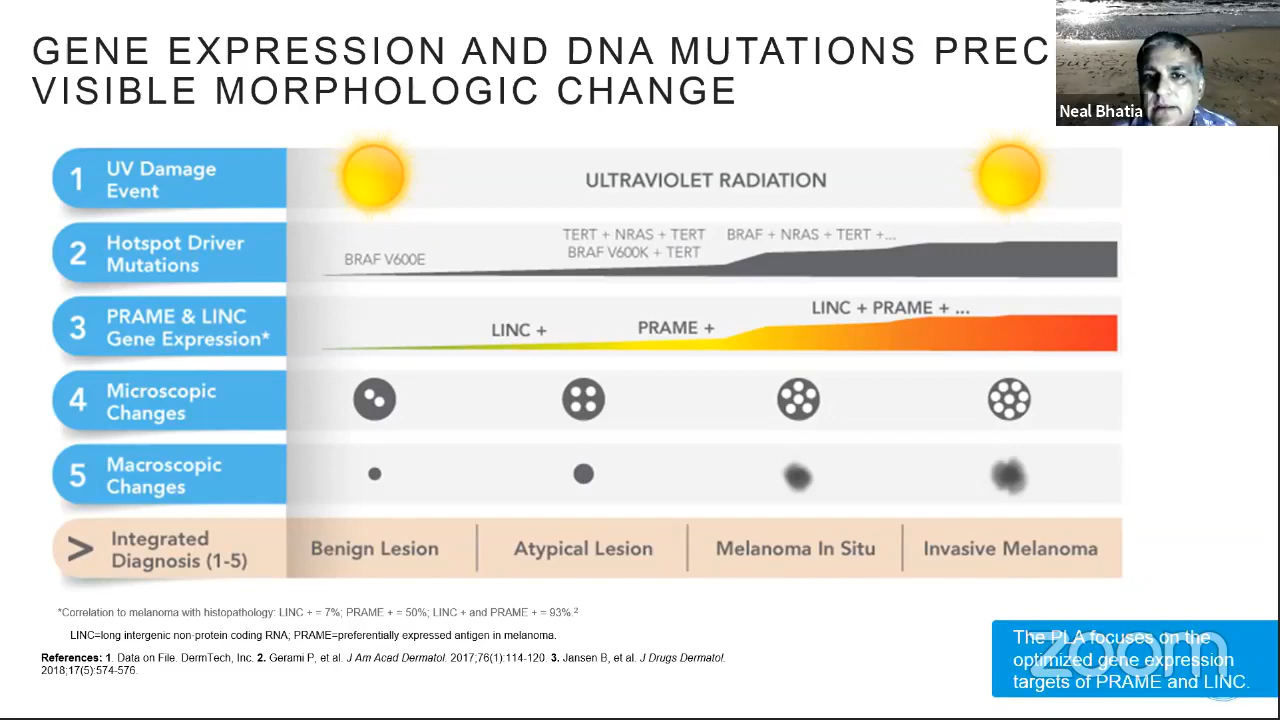 GENE EXPRESSION AND DNA MUTATIONS PREC
VISIBLE MORPHOLOGIC CHANGE
Neal Bhatia
1 UV Damage
Event
ULTRAVIOLET RADIATION
2 Hotspot Driver
Mutations
BRAF V600E
TERT + NRAS + TERT
BRAF V600K + TERT
BRAF + NRAS + TERT +...
3 PRAME & LINC
Gene Expression*
LINC +
PRAME +
LINC + PRAME + ...
4 Microscopic
Changes
5 Macroscopic
Changes
> Integrated
Diagnosis (1-5)
Benign Lesion
Atypical Lesion
Melanoma In Situ
Invasive Melanoma
*Correlation to melanoma with histopathology: LINC + = 7%; PRAME + = 50%; LINC + and PRAME + = 93%.2
LINC=long intergenic non-protein coding RNA; PRAME=preferentially expressed antigen in melanoma.
References: 1. Data on File. DermTech, Inc. 2. Gerami P, et al. J Am Acad Dermatol. 2017;76(1):114-120. 3. Jansen B, et al. J Drugs Dermatol.
2018;17(5):574-576.
The PLA focuses on the
optimized gene expression
targets of PRAME and LINC.
zoom